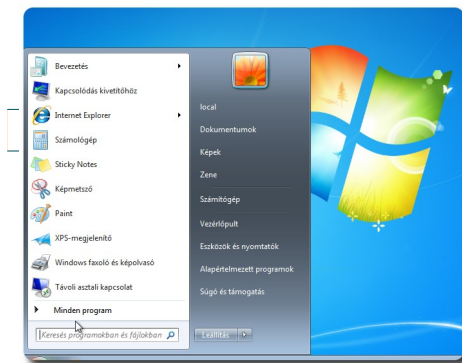 Bevezetés
Kapcsolódás kivetítőhöz
Internet Explorer
Számológép
Sticky Notes
Képmetsző
Paint
XPS-megjelenítő
Windows faxoló és képolvasó
Távoli asztali kapcsolat
Minden program
Keresés programokban és fájlokban
local
Dokumentumok
Képek
Zene
Számítógép
Vezérlőpult
Eszközök és nyomtatók
Alapértelmezett programok
Súgó és támogatás
Leállítás